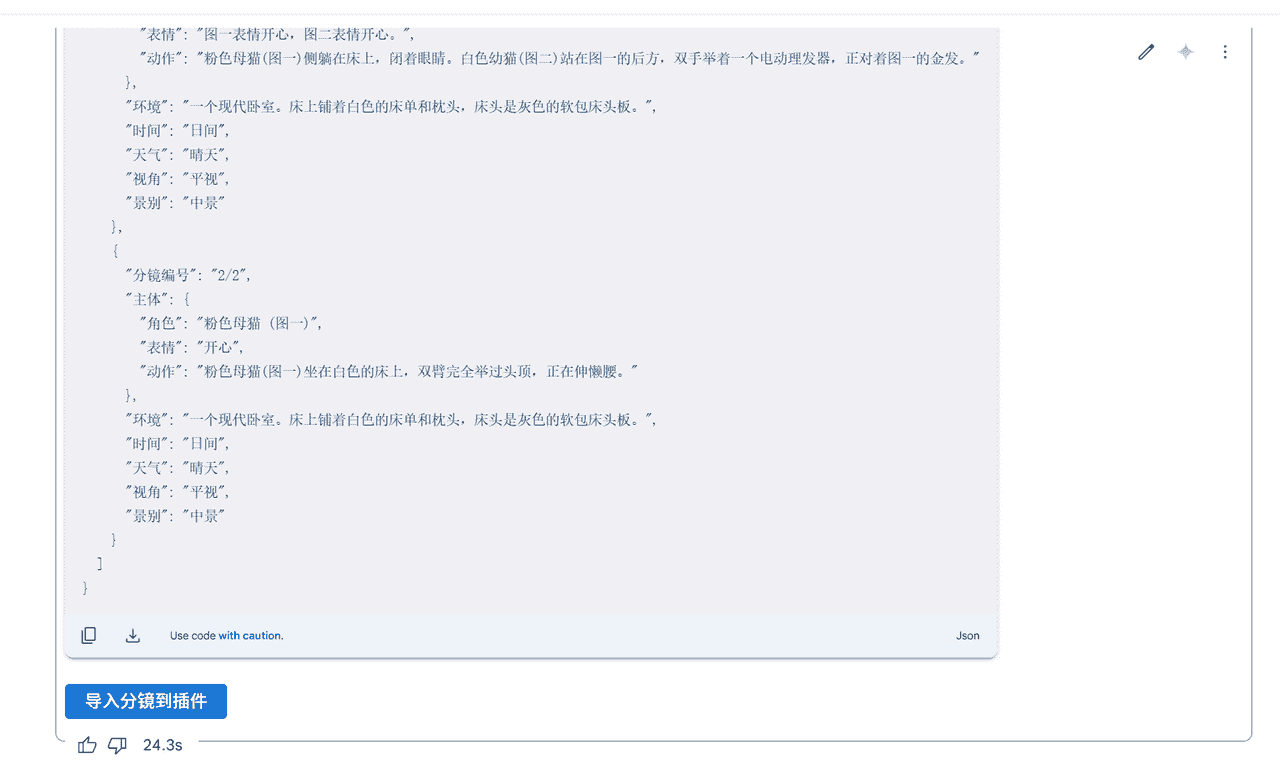 "表情": "图一表情开心，图二表情开心。",
"动作": "粉色母猫(图一)侧躺在床上，闭着眼睛。白色幼猫(图二)站在图一的后方，双手举着一个电动理发器，正对着图一的金发。"
},
"环境": "一个现代卧室。床上铺着白色的床单和枕头，床头是灰色的软包床头板。",
"时间": "日间",
"天气": "晴天",
"视角": "平视",
"景别": "中景"
},
{
"分镜编号": "2/2",
"主体": {
"角色": "粉色母猫 (图一)",
"表情": "开心",
"动作": "粉色母猫(图一)坐在白色的床上，双臂完全举过头顶，正在伸懒腰。"
},
"环境": "一个现代卧室。床上铺着白色的床单和枕头，床头是灰色的软包床头板。",
"时间": "日间",
"天气": "晴天",
"视角": "平视",
"景别": "中景"
}
]
}
Use code with caution. Json
导入分镜到插件
24.3s